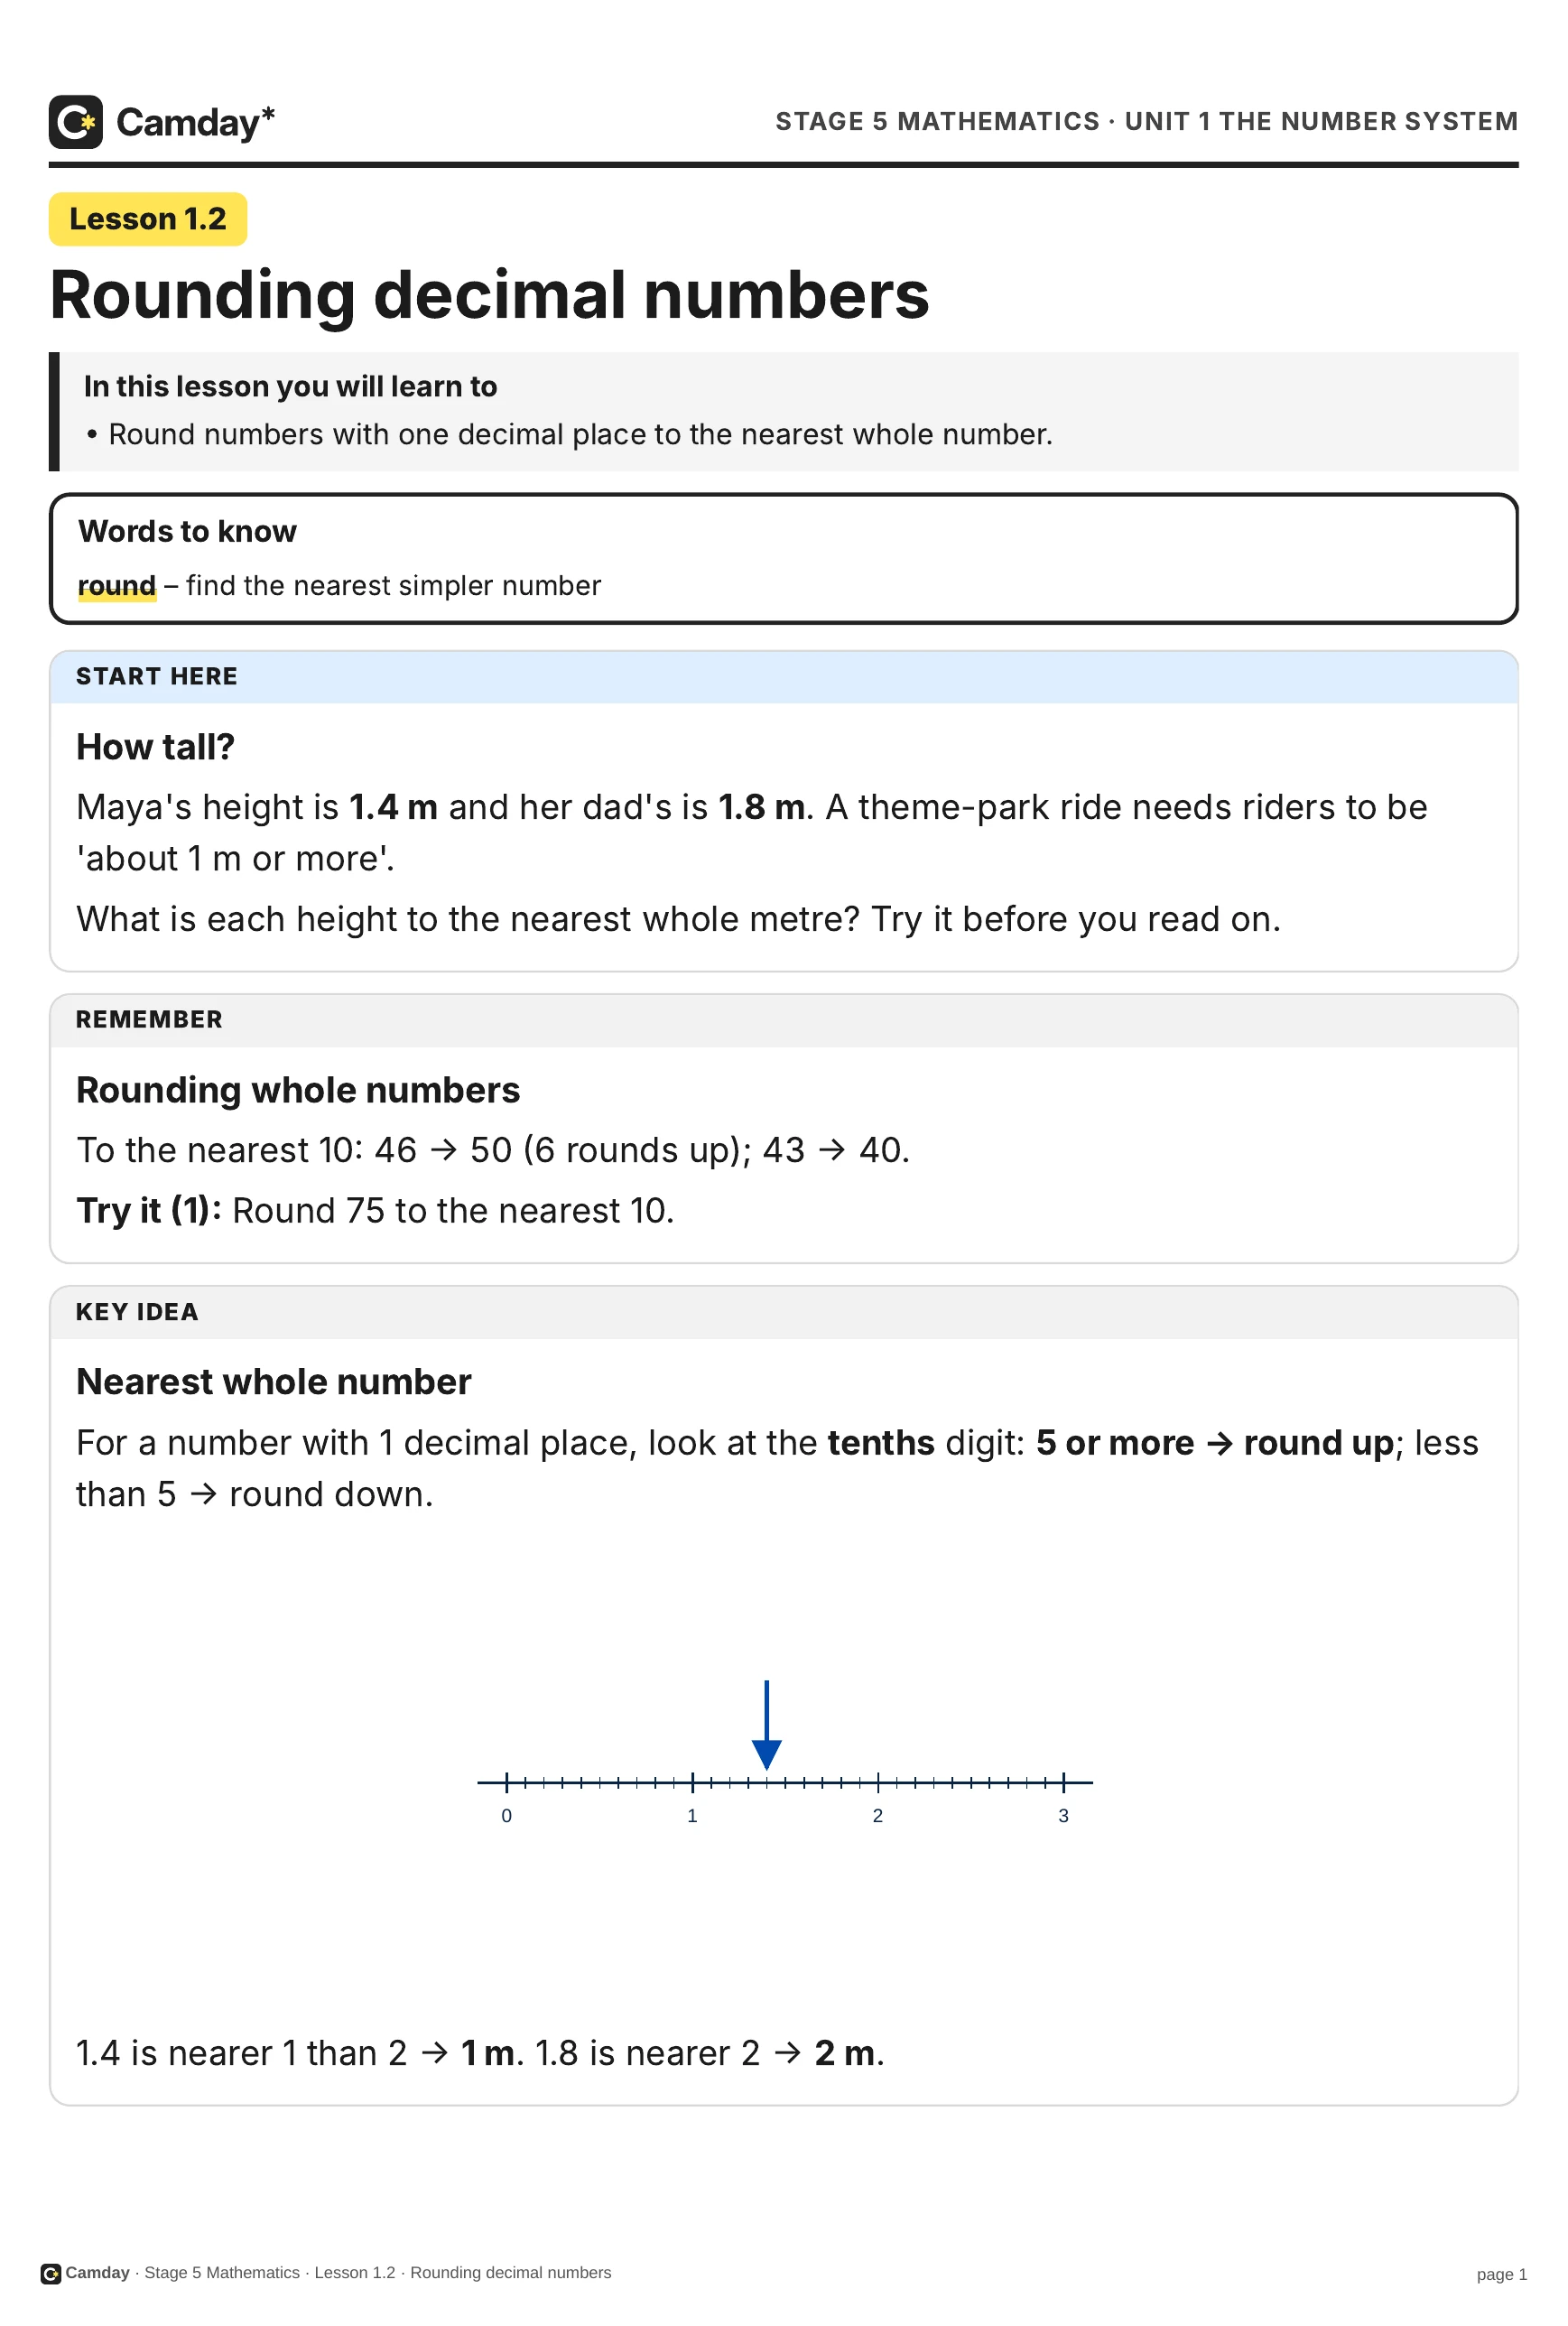 Camday*
STAGE 5 MATHEMATICS · UNIT 1 THE NUMBER SYSTEM
Lesson 1.2
Rounding decimal numbers
In this lesson you will learn to
• Round numbers with one decimal place to the nearest whole number.
Words to know
round – find the nearest simpler number
START HERE
How tall?
Maya's height is 1.4 m and her dad's is 1.8 m. A theme-park ride needs riders to be
'about 1 m or more'.
What is each height to the nearest whole metre? Try it before you read on.
REMEMBER
Rounding whole numbers
To the nearest 10: 46 → 50 (6 rounds up); 43 → 40.
Try it (1): Round 75 to the nearest 10.
KEY IDEA
Nearest whole number
For a number with 1 decimal place, look at the tenths digit: 5 or more → round up; less
than 5 → round down.
0 1 2 3
1.4 is nearer 1 than 2 → 1 m. 1.8 is nearer 2 → 2 m.
Camday · Stage 5 Mathematics · Lesson 1.2 · Rounding decimal numbers
page 1